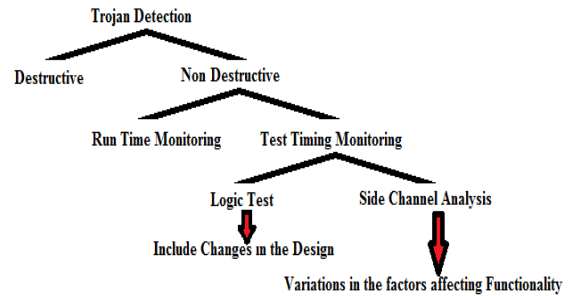 Trojan Detection
Destructive
Non Destructive
Run Time Monitoring
Test Timing Monitoring
Logic Test
Side Channel Analysis
Include Changes in the Design
Variations in the factors affecting Functionality